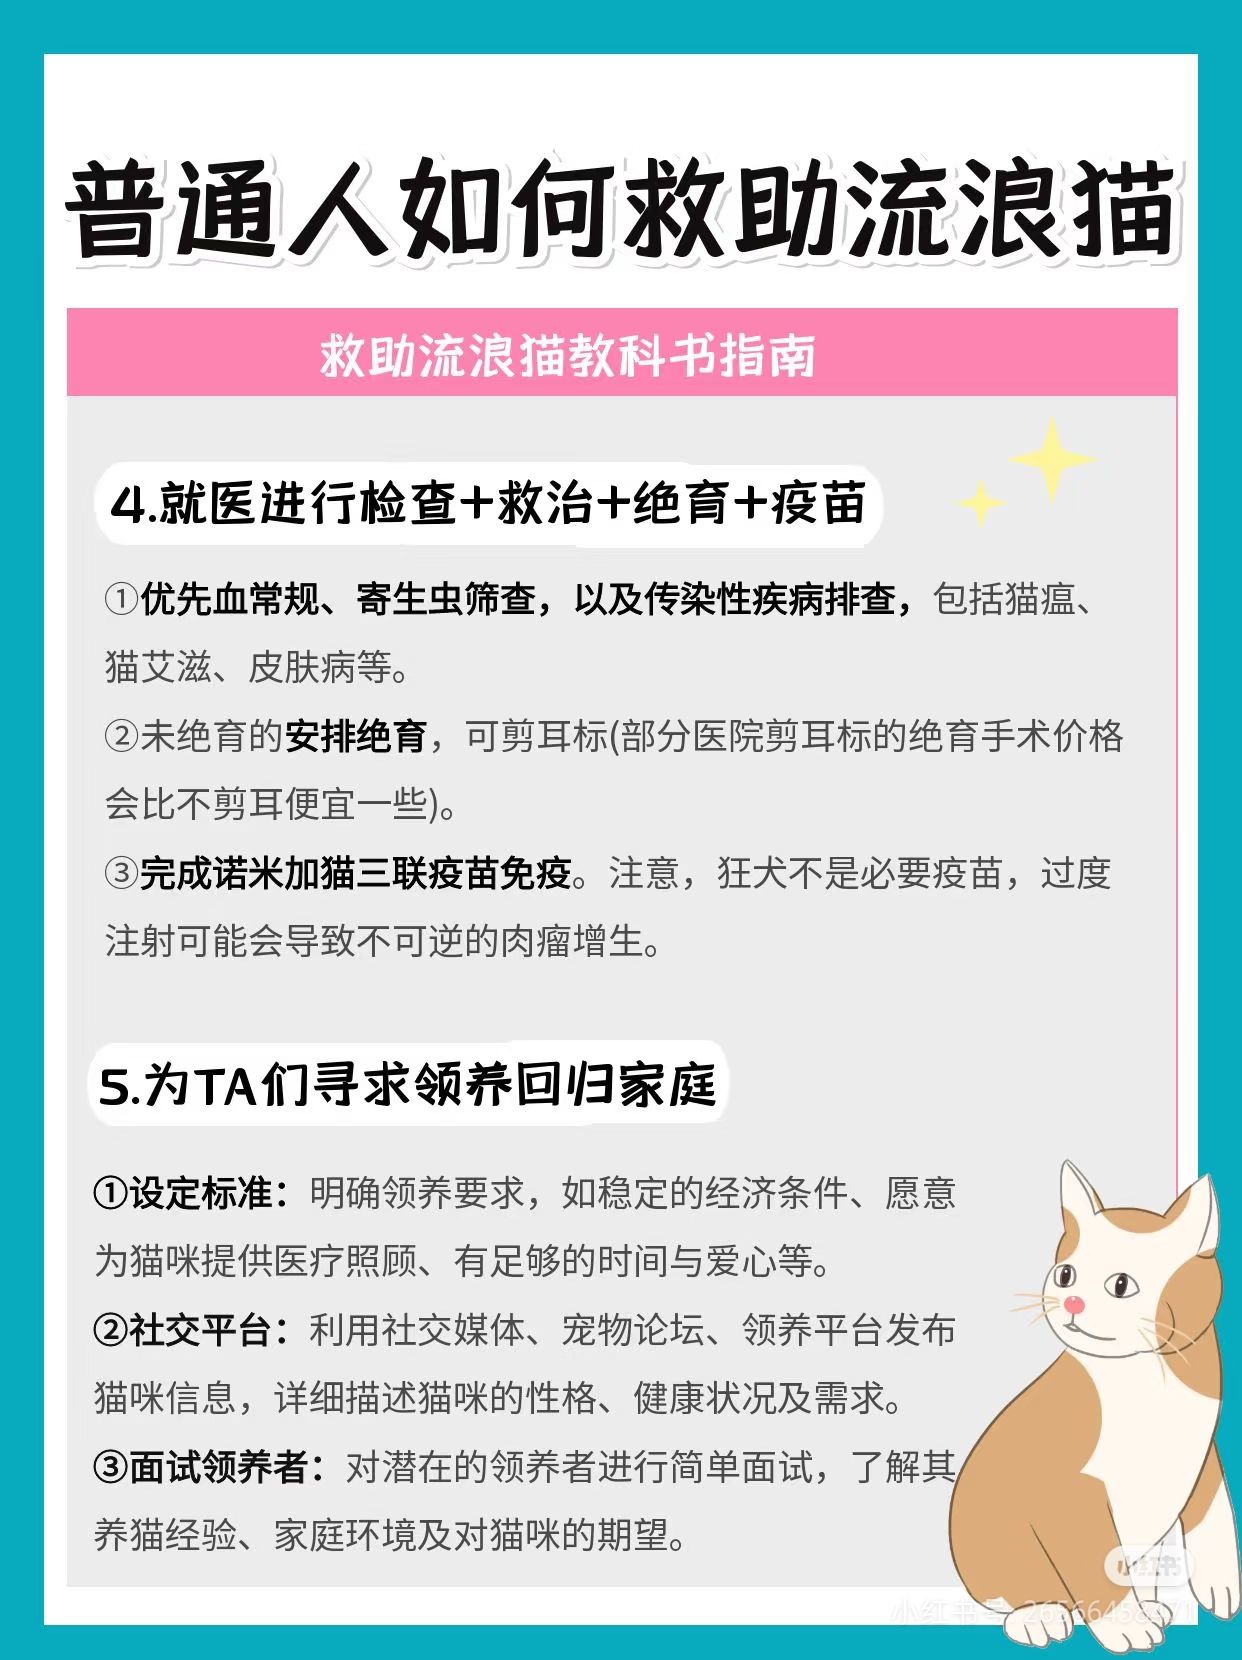 普通人如何救助流浪猫
救助流浪猫教科书指南
4.就医进行检查+救治+绝育+疫苗
①优先血常规、寄生虫筛查，以及传染性疾病排查，包括猫瘟、
猫艾滋、皮肤病等。
②未绝育的安排绝育，可剪耳标(部分医院剪耳标的绝育手术价格
会比不剪耳便宜一些)。
③完成诺米加猫三联疫苗免疫。注意，狂犬不是必要疫苗，过度
注射可能会导致不可逆的肉瘤增生。
5.为TA们寻求领养回归家庭
①设定标准：明确领养要求，如稳定的经济条件、愿意
为猫咪提供医疗照顾、有足够的时间与爱心等。
②社交平台：利用社交媒体、宠物论坛、领养平台发布
猫咪信息，详细描述猫咪的性格、健康状况及需求。
③面试领养者：对潜在的领养者进行简单面试，了解其
养猫经验、家庭环境及对猫咪的期望。
小红书
小红书号 26566458471